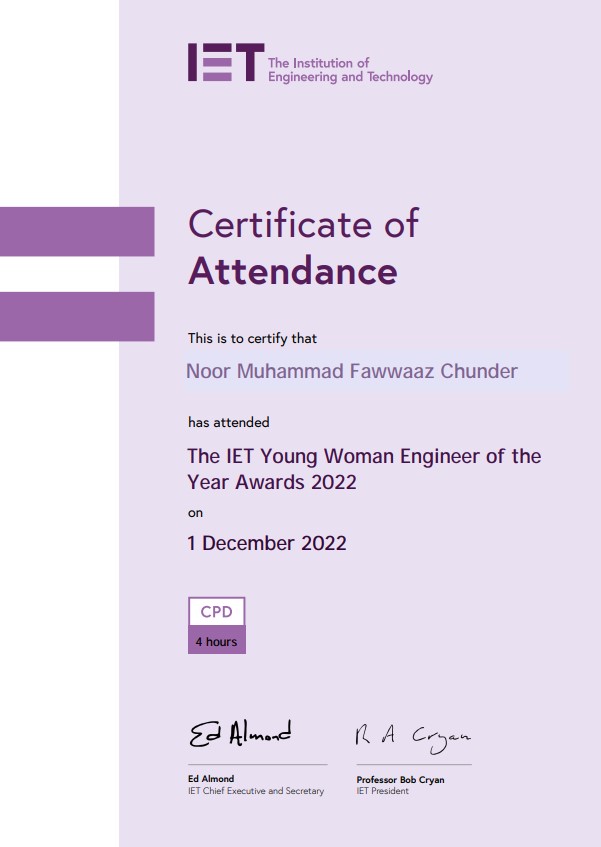 IET
The Institution of
Engineering and Technology
Certificate of
Attendance
This is to certify that
Noor Muhammad Fawwaaz Chunder
has attended
The IET Young Woman Engineer of the
Year Awards 2022
on
1 December 2022
CPD
4 hours
Ed Almond
R A Cryan
Ed Almond
IET Chief Executive and Secretary
Professor Bob Cryan
IET President